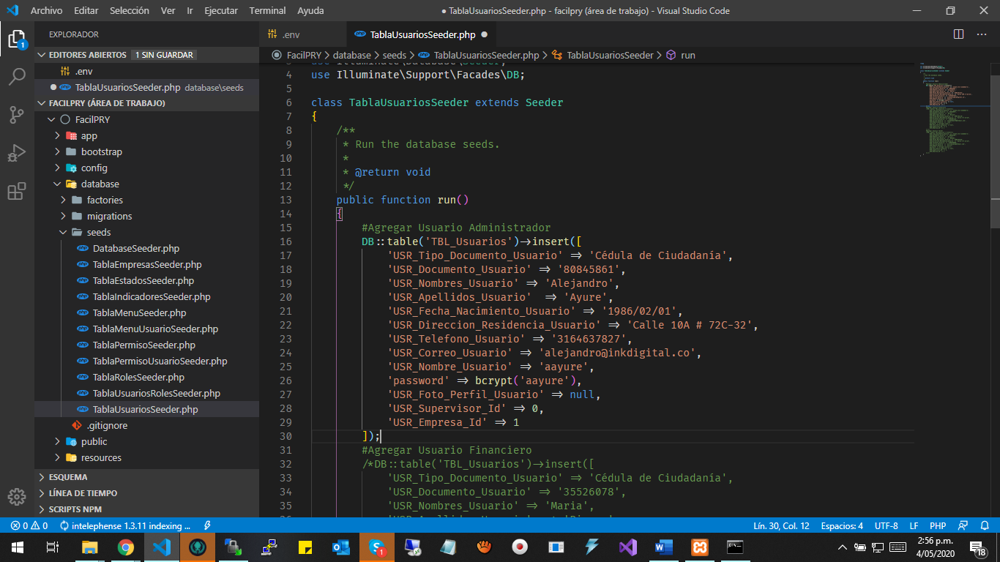 Archivo Editar Selección Ver Ir Ejecutar Terminal Ayuda
● TablaUsuariosSeeder.php - facilpry (área de trabajo) - Visual Studio Code
EXPLORADOR
EDITORES ABIERTOS 1 SIN GUARDAR
.env
TablaUsuariosSeeder.php database\seeds
FACILPRY (ÁREA DE TRABAJO)
FacilPRY
app
bootstrap
config
database
factories
migrations
seeds
DatabaseSeeder.php
TablaEmpresasSeeder.php
TablaEstadosSeeder.php
TablaIndicadoresSeeder.php
TablaMenuSeeder.php
TablaMenuUsuarioSeeder.php
TablaPermisoSeeder.php
TablaPermisoUsuarioSeeder.php
TablaRolesSeeder.php
TablaUsuariosRolesSeeder.php
TablaUsuariosSeeder.php
.gitignore
public
resources
ESQUEMA
LÍNEA DE TIEMPO
SCRIPTS NPM
.env
TablaUsuariosSeeder.php ●
FacilPRY > database > seeds > TablaUsuariosSeeder.php > TablaUsuariosSeeder > run
3 use Illuminate\Database\Seeder;
4 use Illuminate\Support\Facades\DB;
5
6 class TablaUsuariosSeeder extends Seeder
7 {
8 /**
9 * Run the database seeds.
10 *
11 * @return void
12 */
13 public function run()
14 {
15 #Agregar Usuario Administrador
16 DB::table('TBL_Usuarios')->insert([
17 'USR_Tipo_Documento_Usuario' => 'Cédula de Ciudadanía',
18 'USR_Documento_Usuario' => '80845861',
19 'USR_Nombres_Usuario' => 'Alejandro',
20 'USR_Apellidos_Usuario'  => 'Ayure',
21 'USR_Fecha_Nacimiento_Usuario' => '1986/02/01',
22 'USR_Direccion_Residencia_Usuario' => 'Calle 10A # 72C-32',
23 'USR_Telefono_Usuario' => '3164637827',
24 'USR_Correo_Usuario' => 'alejandro@inkdigital.co',
25 'USR_Nombre_Usuario' => 'aayure',
26 'password' => bcrypt('aayure'),
27 'USR_Foto_Perfil_Usuario' => null,
28 'USR_Supervisor_Id' => 0,
29 'USR_Empresa_Id' => 1
30 ]);
31 #Agregar Usuario Financiero
32 /*DB::table('TBL_Usuarios')->insert([
33 'USR_Tipo_Documento_Usuario' => 'Cédula de Ciudadanía',
34 'USR_Documento_Usuario' => '35526078',
35 'USR_Nombres_Usuario' => 'Maria',
0 0 intelephense 1.3.11 indexing ...
Lín. 30, Col. 12 Espacios: 4 UTF-8 LF PHP
1
1
2:56 p.m.
4/05/2020
18